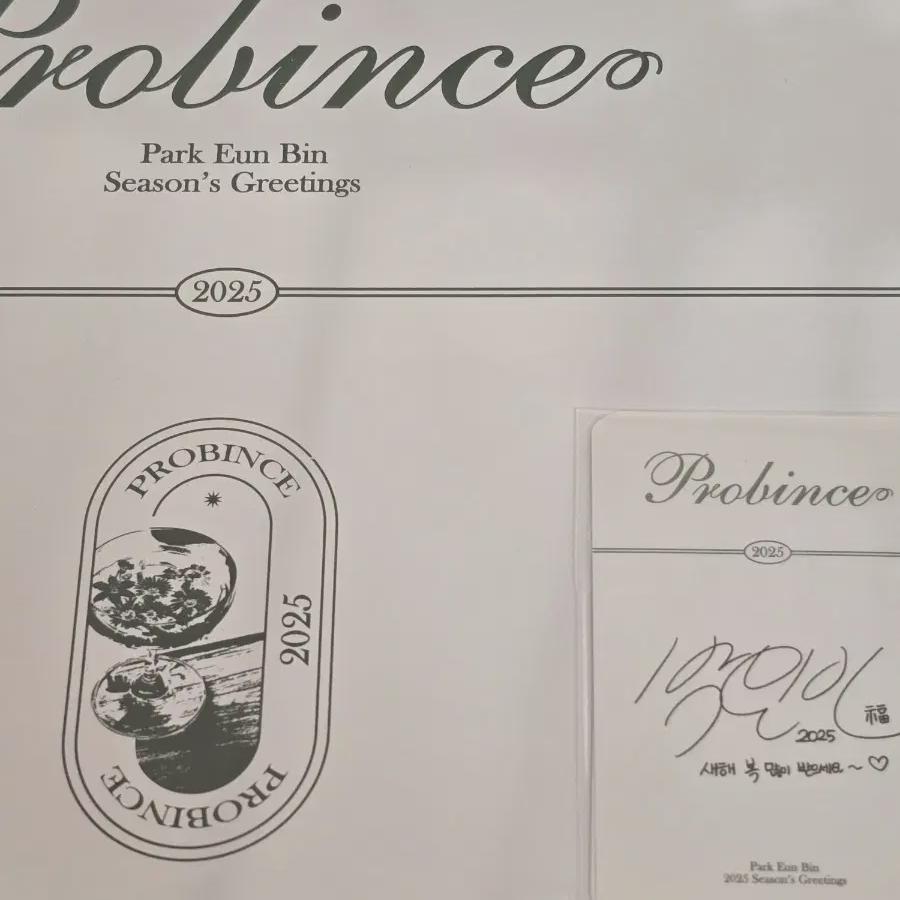 Probince
Park Eun Bin
Season's Greetings
2025
PROBINCE
2025
PROBINCE
Probince
2025
福
2025
새해 복 많이 받으세요~♡
Park Eun Bin
2025 Season's Greetings